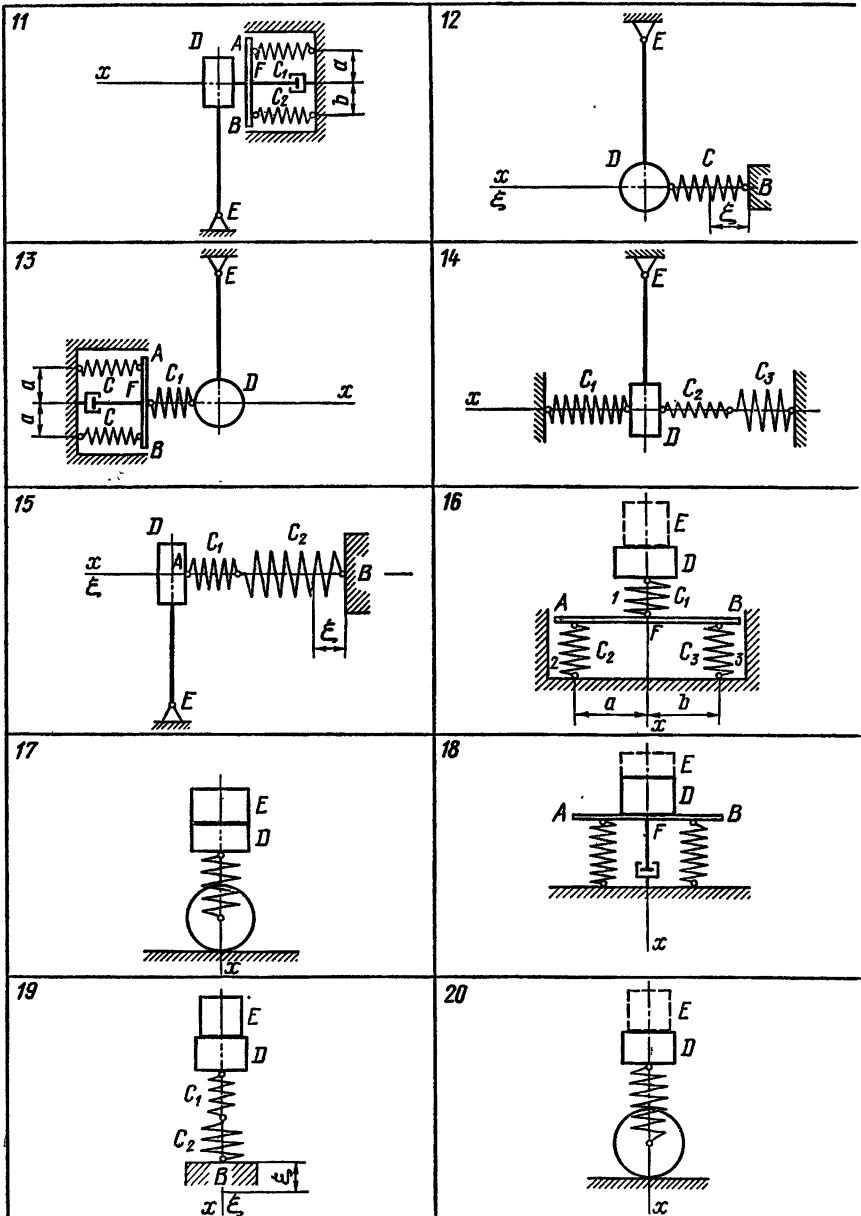 11
D A
F
a
x
C₁
C₂
b
B
E
12
E
D
C
x
ξ
B
ξ
13
E
A
a
C
F
C₁
D
x
a
C
B
14
E
C₁
C₂
C₃
x
D
15
D
C₁
C₂
x
ξ
A
B
ξ
E
16
E
D
1
C₁
A
B
F
2
C₂
C₃
3
a
b
x
17
E
D
x
18
E
D
A
B
F
x
19
E
D
C₁
C₂
B
ξ
x ξ
20
E
D
x